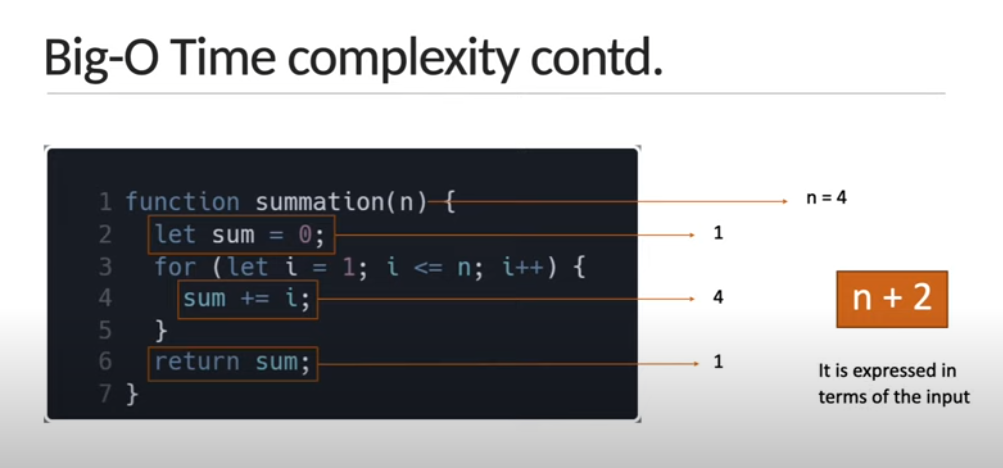 Big-O Time complexity contd.
1 function summation(n) {
n = 4
2 let sum = 0;
1
3 for (let i = 1; i <= n; i++) {
4 sum += i;
4
n + 2
5 }
6 return sum;
1
It is expressed in
terms of the input
7 }